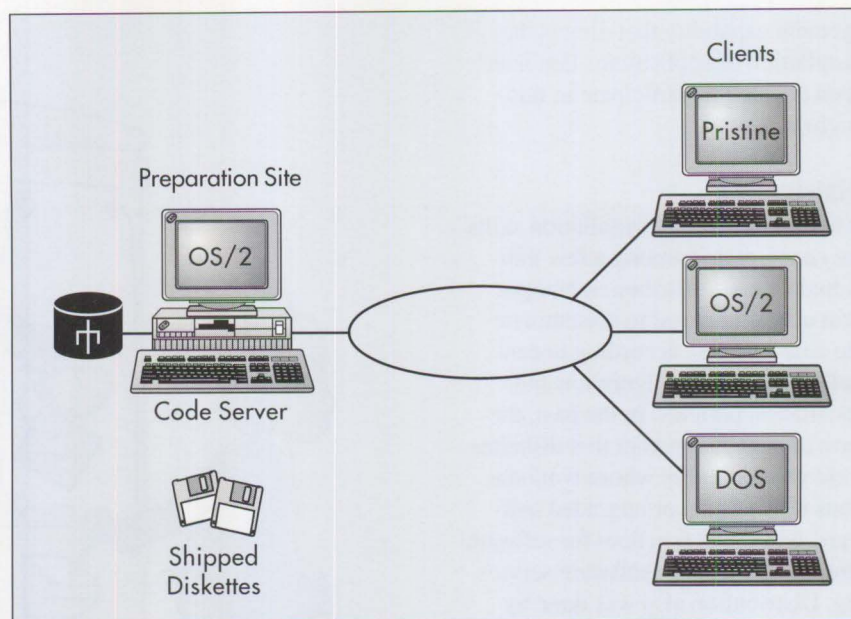 Clients
Pristine
Preparation Site
OS/2
OS/2
Code Server
DOS
Shipped
Diskettes